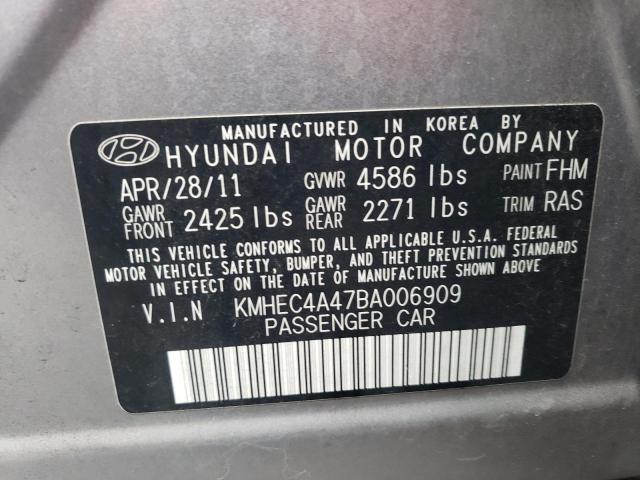 MANUFACTURED IN KOREA BY
HYUNDAI MOTOR COMPANY
APR/28/11 GVWR 4586 lbs PAINT FHM
GAWR FRONT 2425 lbs GAWR REAR 2271 lbs TRIM RAS
THIS VEHICLE CONFORMS TO ALL APPLICABLE U.S.A. FEDERAL
MOTOR VEHICLE SAFETY, BUMPER, AND THEFT PREVENTION STANDARDS
IN EFFECT ON THE DATE OF MANUFACTURE SHOWN ABOVE
V.I.N KMHEC4A47BA006909
PASSENGER CAR